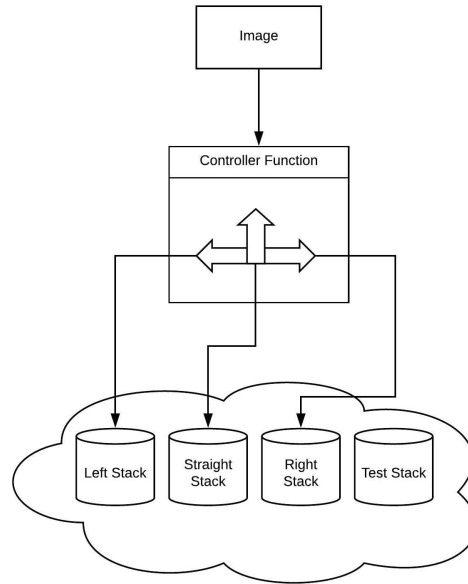 Image
Controller Function
Left Stack
Straight
Stack
Right
Stack
Test Stack